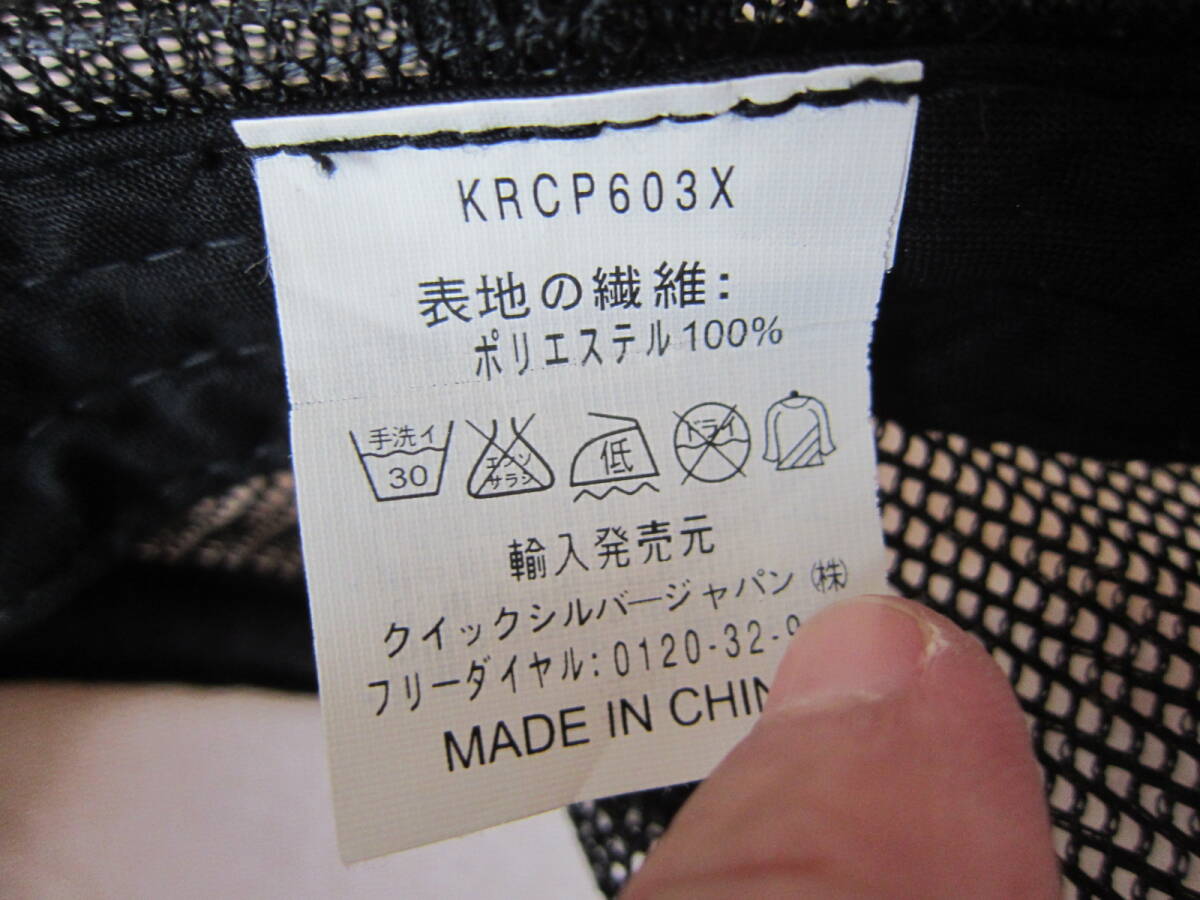 KRCP603X
表地の繊維:
ポリエステル100%
手洗イ
30
エンソ
サラシ
低
ドライ
輸入発売元
クイックシルバージャパン㈱
フリーダイヤル:0120-32-9
MADE IN CHIN